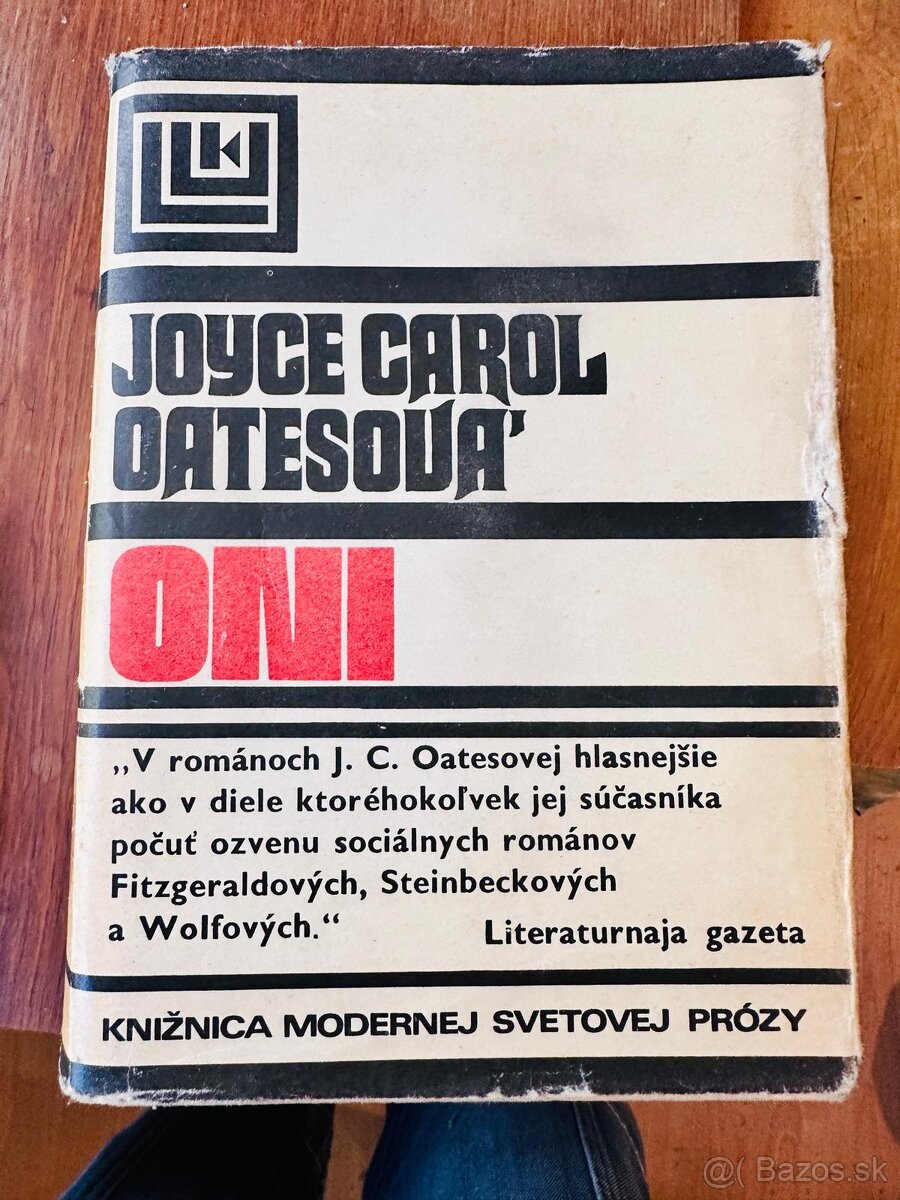 JOYCE CAROL
OATESOVÁ
ONI
„V románoch J. C. Oatesovej hlasnejšie
ako v diele ktoréhokoľvek jej súčasníka
počuť ozvenu sociálnych románov
Fitzgeraldových, Steinbeckových
a Wolfových.“
Literaturnaja gazeta
KNIŽNICA MODERNEJ SVETOVEJ PRÓZY
@( Bazos.sk